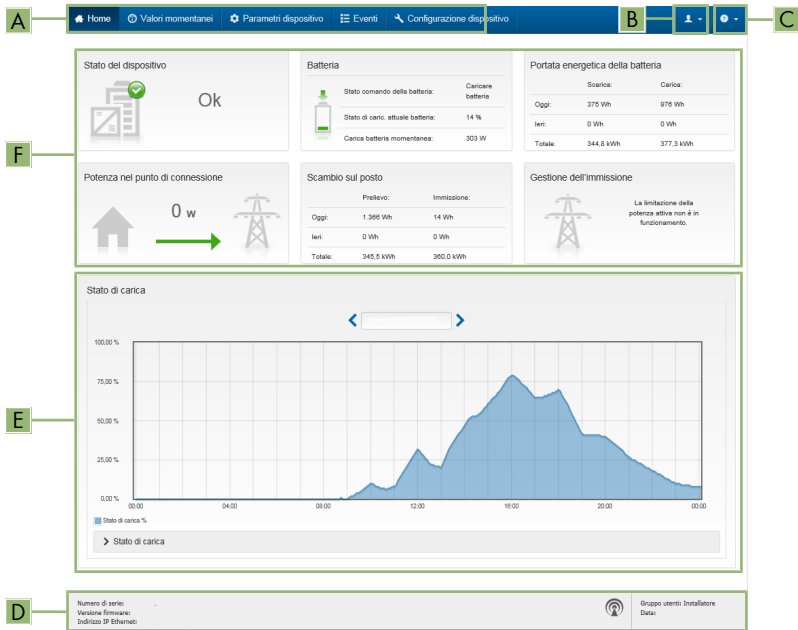 A
Home
Valori momentanei
Parametri dispositivo
Eventi
Configurazione dispositivo
B
C
F
Stato del dispositivo
Ok
Batteria
Stato comando della batteria: Caricare batteria
Stato di caric. attuale batteria: 14 %
Carica batteria momentanea: 303 W
Portata energetica della batteria
Scarica: Carica:
Oggi: 375 Wh 976 Wh
Ieri: 0 Wh 0 Wh
Totale: 344,8 kWh 377,3 kWh
Potenza nel punto di connessione
0 W
Scambio sul posto
Prelievo: Immissione:
Oggi: 1.366 Wh 14 Wh
Ieri: 0 Wh 0 Wh
Totale: 345,5 kWh 360,0 kWh
Gestione dell'immissione
La limitazione della
potenza attiva non è in
funzionamento.
E
Stato di carica
100,00 %
75,00 %
50,00 %
25,00 %
0,00 %
00:00 04:00 08:00 12:00 16:00 20:00 00:00
Stato di carica %
Stato di carica
D
Numero di serie:
Versione firmware:
Indirizzo IP Ethernet:
Gruppo utenti: Installatore
Data: